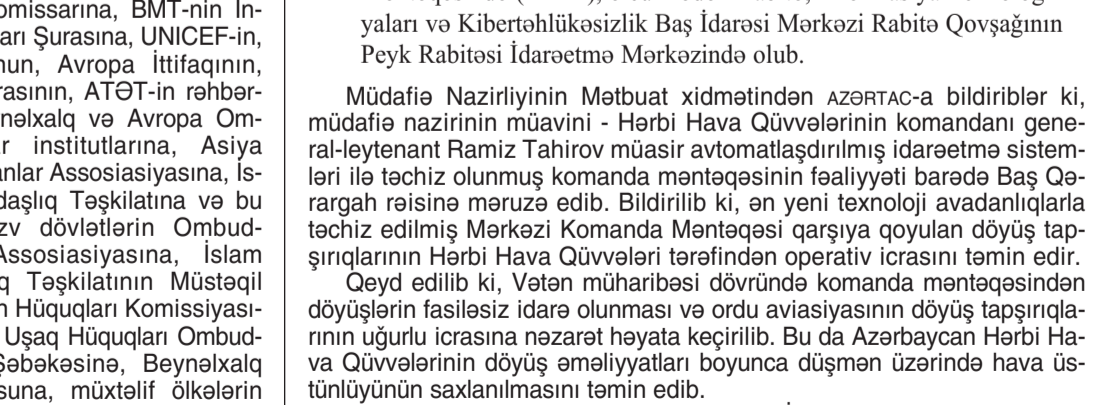 omissarına, BMT-nin İn-
arı Şurasına, UNICEF-in,
nun, Avropa İttifaqının,
rasının, ATƏT-in rəhbər-
nəlxalq və Avropa Om-
r institutlarına, Asiya
anlar Assosiasiyasına, İs-
daşlıq Təşkilatına və bu
zv dövlətlərin Ombud-
Assosiasiyasına, İslam
q Təşkilatının Müstəqil
n Hüquqları Komissiyası-
Uşaq Hüquqları Ombud-
Şəbəkəsinə, Beynəlxalq
suna, müxtəlif ölkələrin
yaları və Kibertəhlükəsizlik Baş İdarəsi Mərkəzi Rabitə Qovşağının
Peyk Rabitəsi İdarəetmə Mərkəzində olub.
Müdafiə Nazirliyinin Mətbuat xidmətindən AZƏRTAC-a bildiriblər ki,
müdafiə nazirinin müavini - Hərbi Hava Qüvvələrinin komandanı gene-
ral-leytenant Ramiz Tahirov müasir avtomatlaşdırılmış idarəetmə sistem-
ləri ilə təchiz olunmuş komanda məntəqəsinin fəaliyyəti barədə Baş Qə-
rargah rəisinə məruzə edib. Bildirilib ki, ən yeni texnoloji avadanlıqlarla
təchiz edilmiş Mərkəzi Komanda Məntəqəsi qarşıya qoyulan döyüş tap-
şırıqlarının Hərbi Hava Qüvvələri tərəfindən operativ icrasını təmin edir.
Qeyd edilib ki, Vətən müharibəsi dövründə komanda məntəqəsindən
döyüşlərin fasiləsiz idarə olunması və ordu aviasiyasının döyüş tapşırıqla-
rının uğurlu icrasına nəzarət həyata keçirilib. Bu da Azərbaycan Hərbi Ha-
va Qüvvələrinin döyüş əməliyyatları boyunca düşmən üzərində hava üs-
tünlüyünün saxlanılmasını təmin edib.